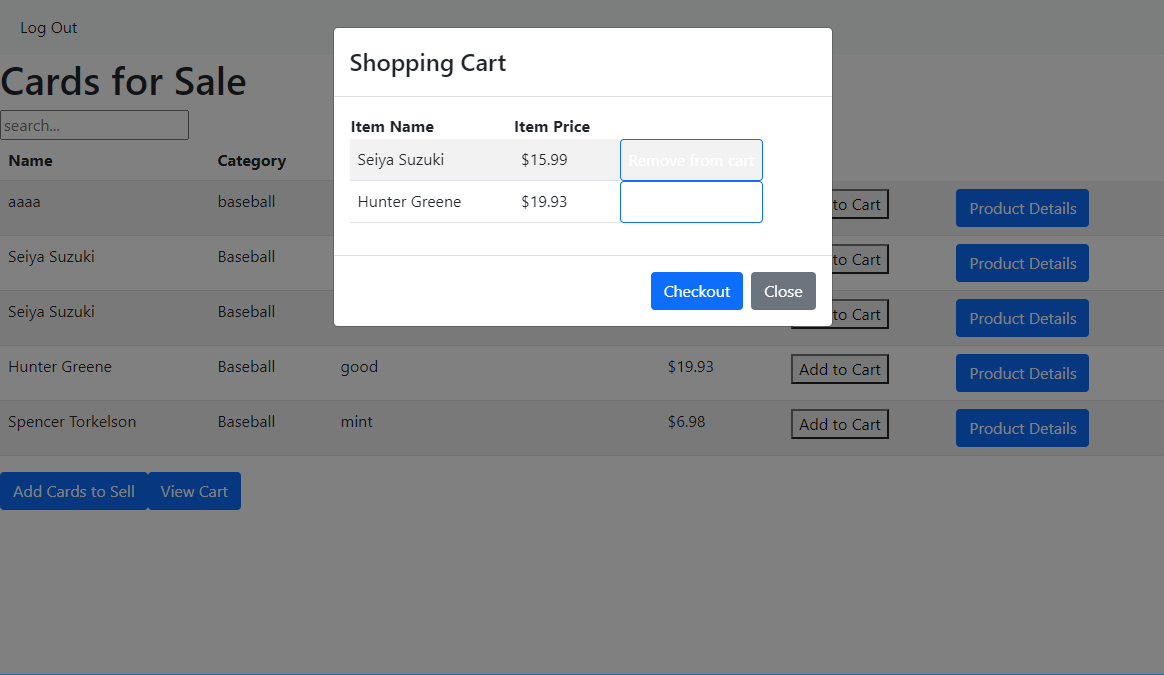 Log Out
Cards for Sale
search...
Name Category
aaaa baseball to Cart Product Details
Seiya Suzuki Baseball to Cart Product Details
Seiya Suzuki Baseball to Cart Product Details
Hunter Greene Baseball good $19.93 Add to Cart Product Details
Spencer Torkelson Baseball mint $6.98 Add to Cart Product Details
Add Cards to Sell View Cart
Shopping Cart
Item Name Item Price
Seiya Suzuki $15.99 Remove from cart
Hunter Greene $19.93
Checkout Close